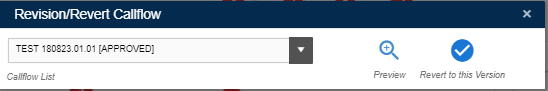 Revision/Revert Callflow
TEST 180823.01.01 [APPROVED]
Callflow List
Preview
Revert to this Version